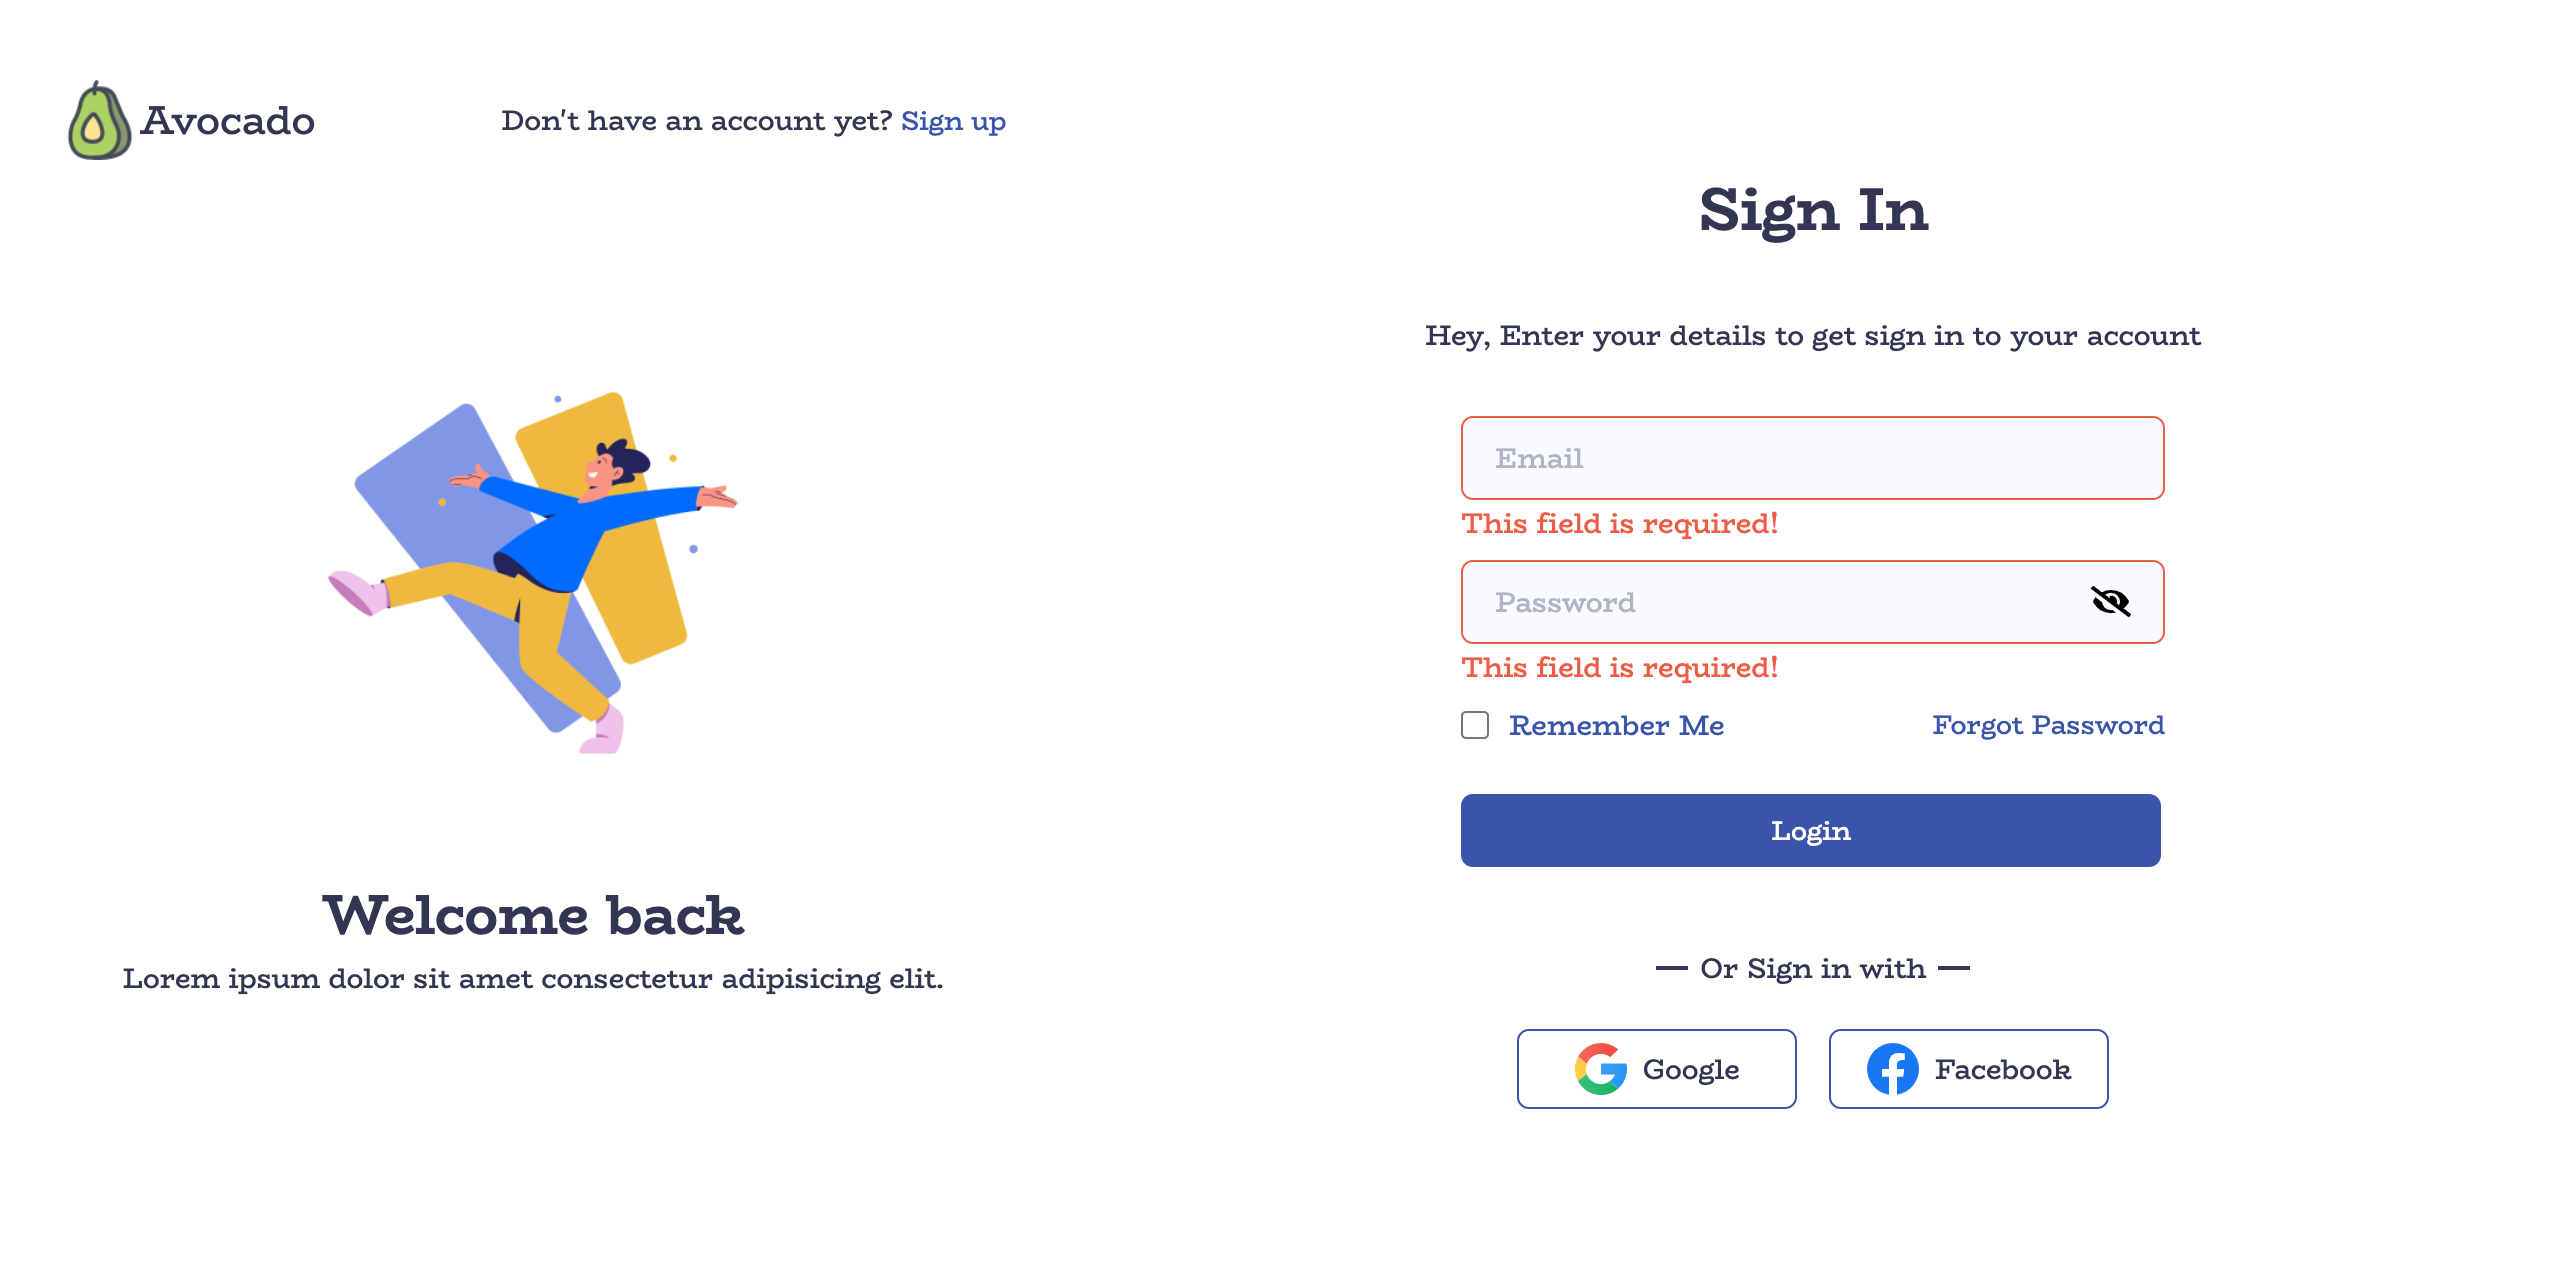 Avocado
Don't have an account yet? Sign up
Welcome back
Lorem ipsum dolor sit amet consectetur adipisicing elit.
Sign In
Hey, Enter your details to get sign in to your account
Email
This field is required!
Password
This field is required!
Remember Me
Forgot Password
Login
Or Sign in with
Google
Facebook